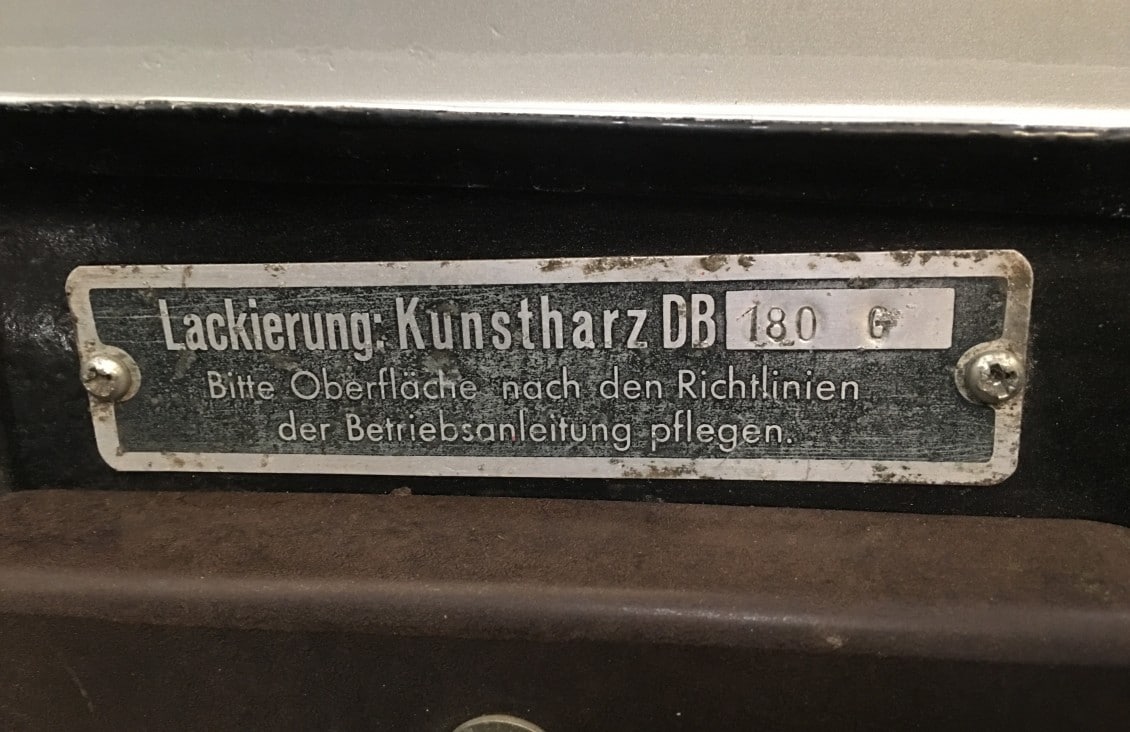 Lackierung: Kunstharz DB 180 G
Bitte Oberfläche nach den Richtlinien
der Betriebsanleitung pflegen.